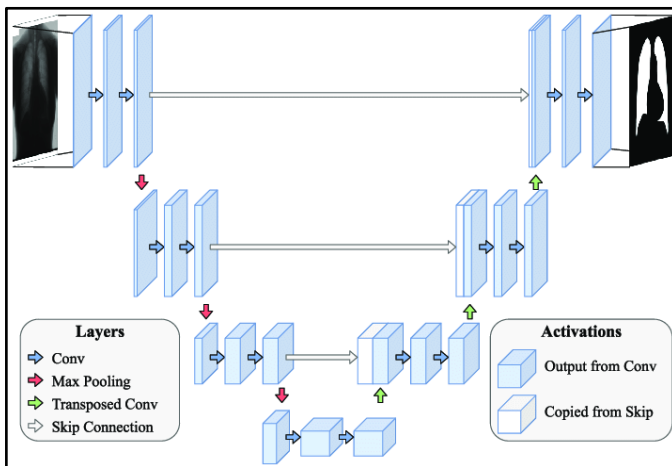 Layers
Conv
Max Pooling
Transposed Conv
Skip Connection
Activations
Output from Conv
Copied from Skip